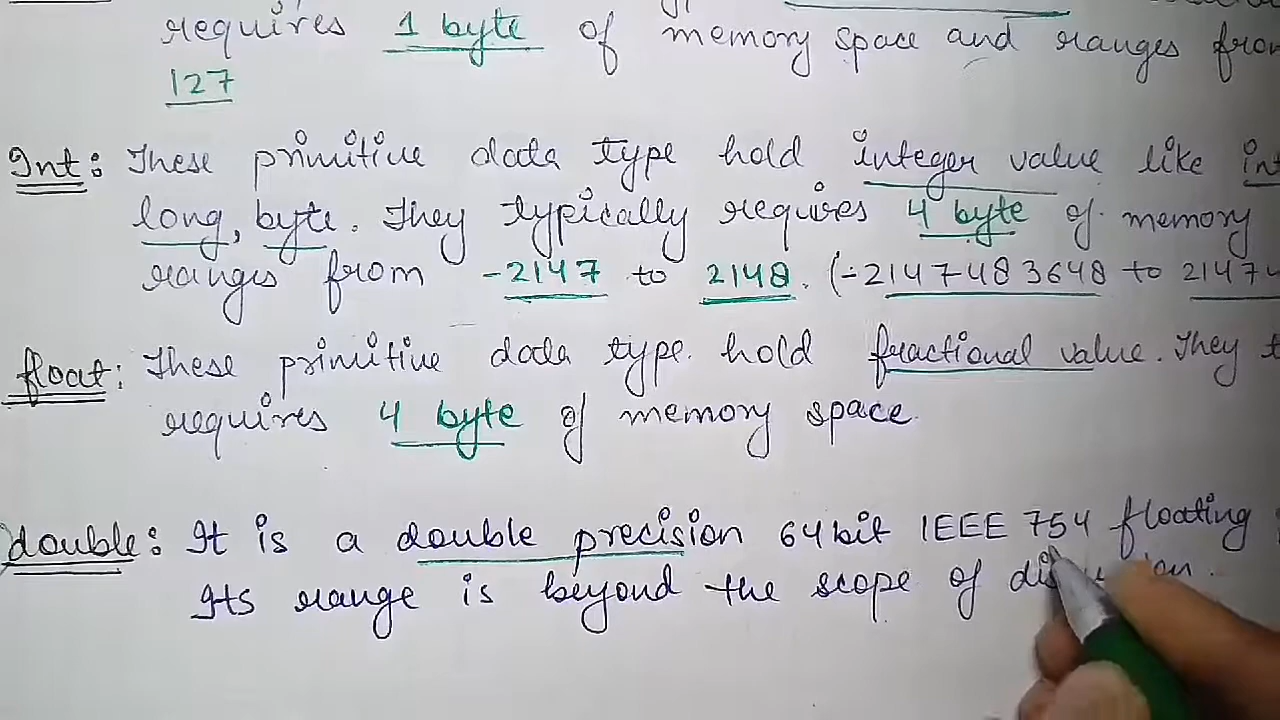 requires 1 byte of memory space and ranges from
127
Int: These primitive data type hold integer value like in
long, byte. They typically requires 4 byte of memory
ranges from -2147 to 2148. (-2147483648 to 2147
float: These primitive data type. hold fractional value. They t
requires 4 byte of memory space.
double: It is a double precision 64 bit IEEE 754 floating
Its range is beyond the scope of